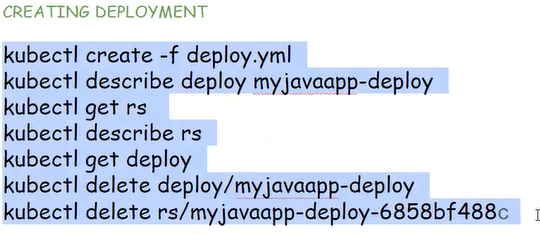 CREATING DEPLOYMENT
kubectl create -f deploy.yml
kubectl describe deploy myjavaapp-deploy
kubectl get rs
kubectl describe rs
kubectl get deploy
kubectl delete deploy/myjavaapp-deploy
kubectl delete rs/myjavaapp-deploy-6858bf488c